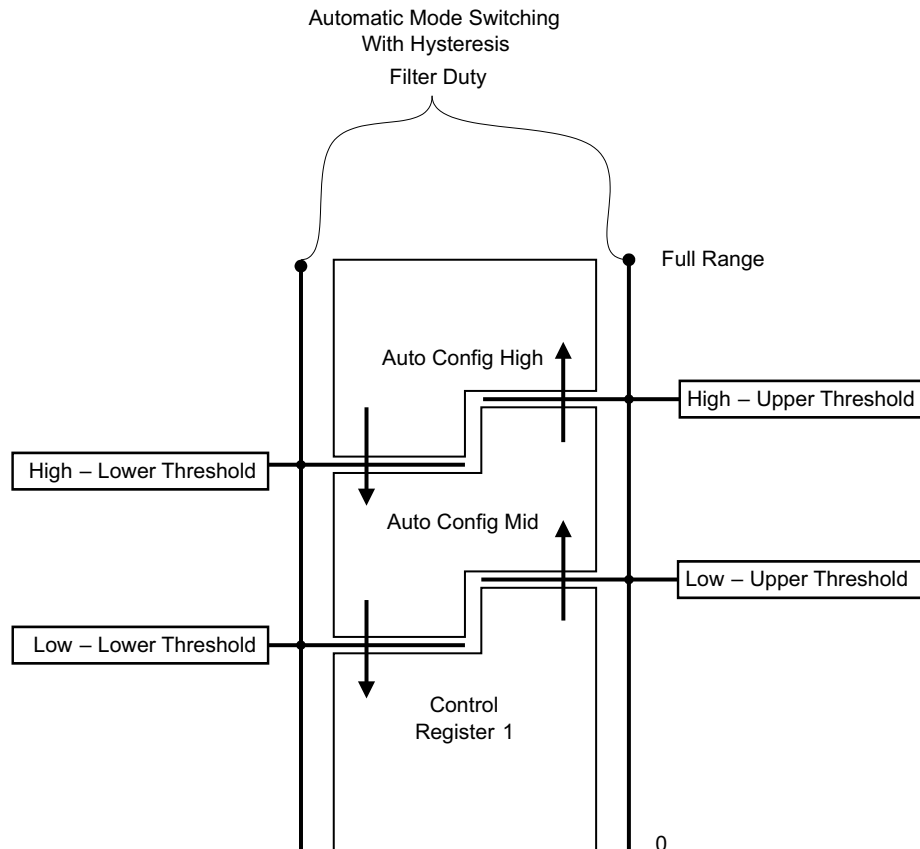 Automatic Mode Switching
With Hysteresis
Filter Duty
Full Range
Auto Config High
High – Upper Threshold
High – Lower Threshold
Auto Config Mid
Low – Upper Threshold
Low – Lower Threshold
Control
Register 1
0